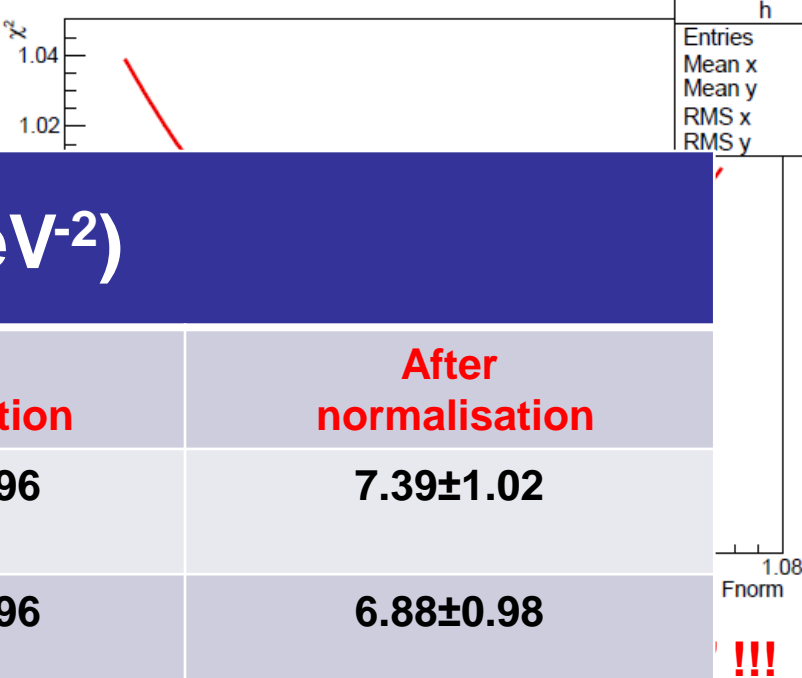 h
χ²
Entries
1.04
Mean x
Mean y
RMS x
1.02
RMS y
eV-2)
After
tion normalisation
96 7.39±1.02
1.08
Fnorm
96 6.88±0.98
!!!